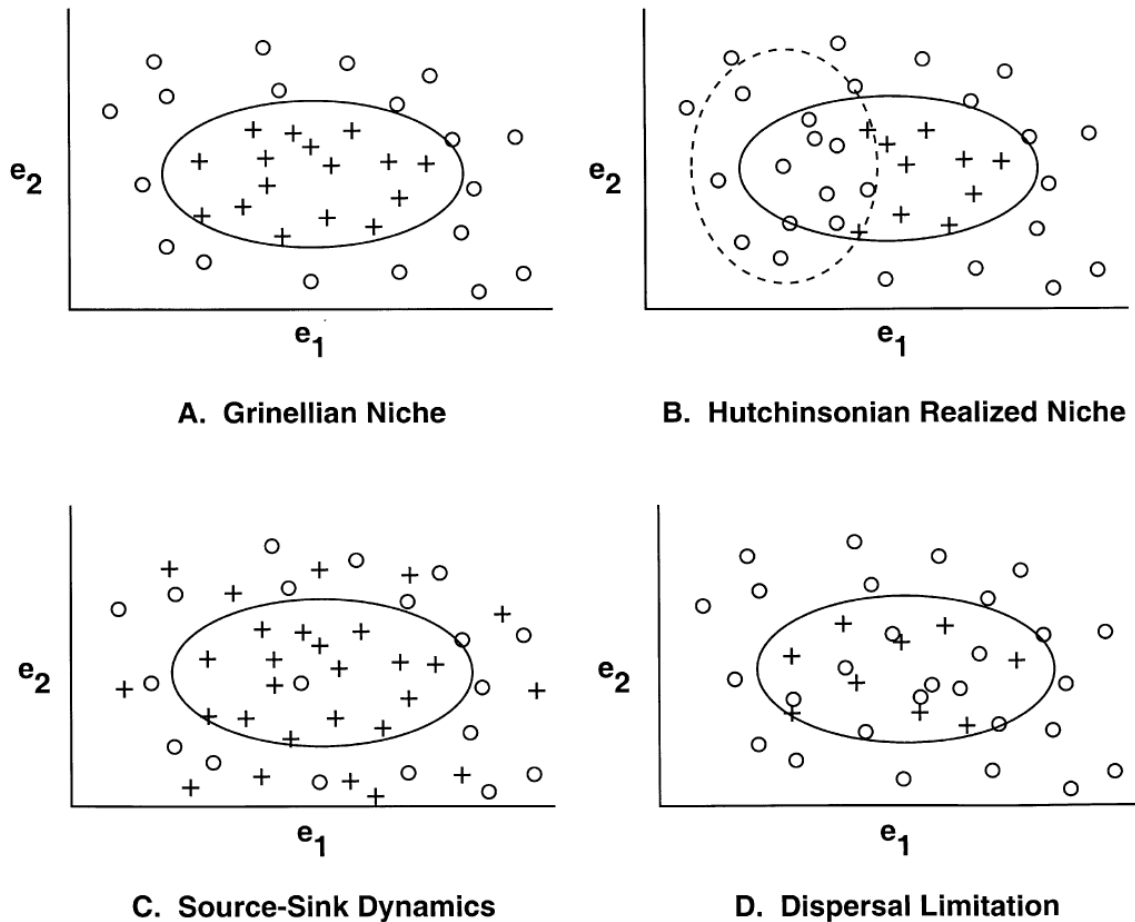 e2
e1
A. Grinellian Niche
e2
e1
B. Hutchinsonian Realized Niche
e2
e1
C. Source-Sink Dynamics
e2
e1
D. Dispersal Limitation